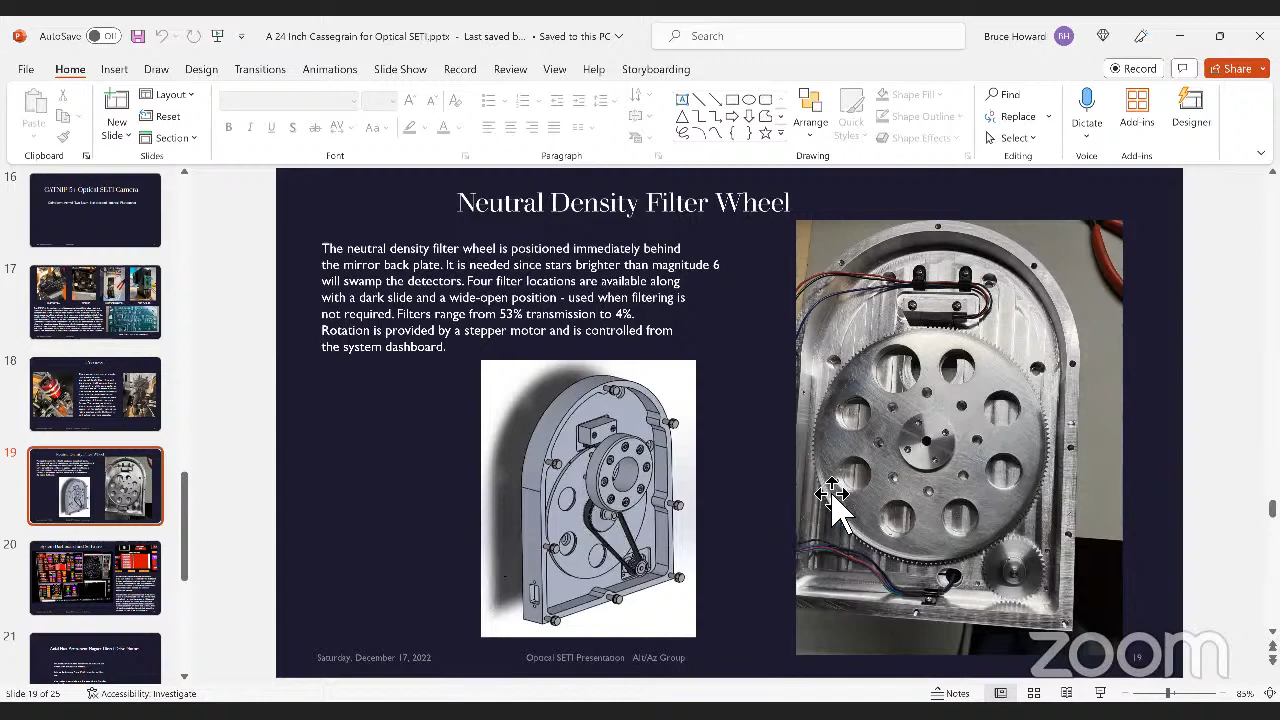 AutoSave Off
A 24 Inch Cassegrain for Optical SETI.pptx - Last saved b... • Saved to this PC
Search
Bruce Howard BH
File Home Insert Draw Design Transitions Animations Slide Show Record Review View Help Storyboarding
Record Share
Paste
Clipboard
New
Slide
Layout
Reset
Section
Slides
B I U S ab AV Aa A
Font
Paragraph
Arrange
Quick
Styles
Shape Fill
Shape Outline
Shape Effects
Drawing
Find
Replace
Select
Editing
Dictate
Voice
Add-ins
Add-ins
Designer
16
17
18
19
20
21
Neutral Density Filter Wheel
The neutral density filter wheel is positioned immediately behind
the mirror back plate. It is needed since stars brighter than magnitude 6
will swamp the detectors. Four filter locations are available along
with a dark slide and a wide-open position - used when filtering is
not required. Filters range from 53% transmission to 4%.
Rotation is provided by a stepper motor and is controlled from
the system dashboard.
Saturday, December 17, 2022
Optical SETI Presentation Alt/Az Group
19
zoom
Slide 19 of 25
Accessibility: Investigate
Notes
85%